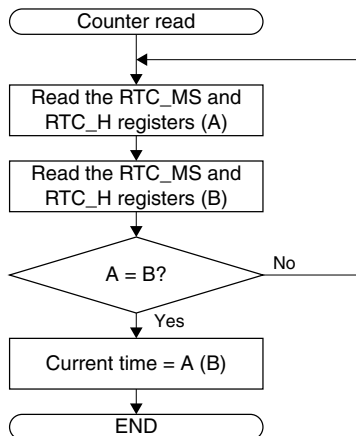 Counter read
Read the RTC_MS and
RTC_H registers (A)
Read the RTC_MS and
RTC_H registers (B)
A = B?
No
Yes
Current time = A (B)
END